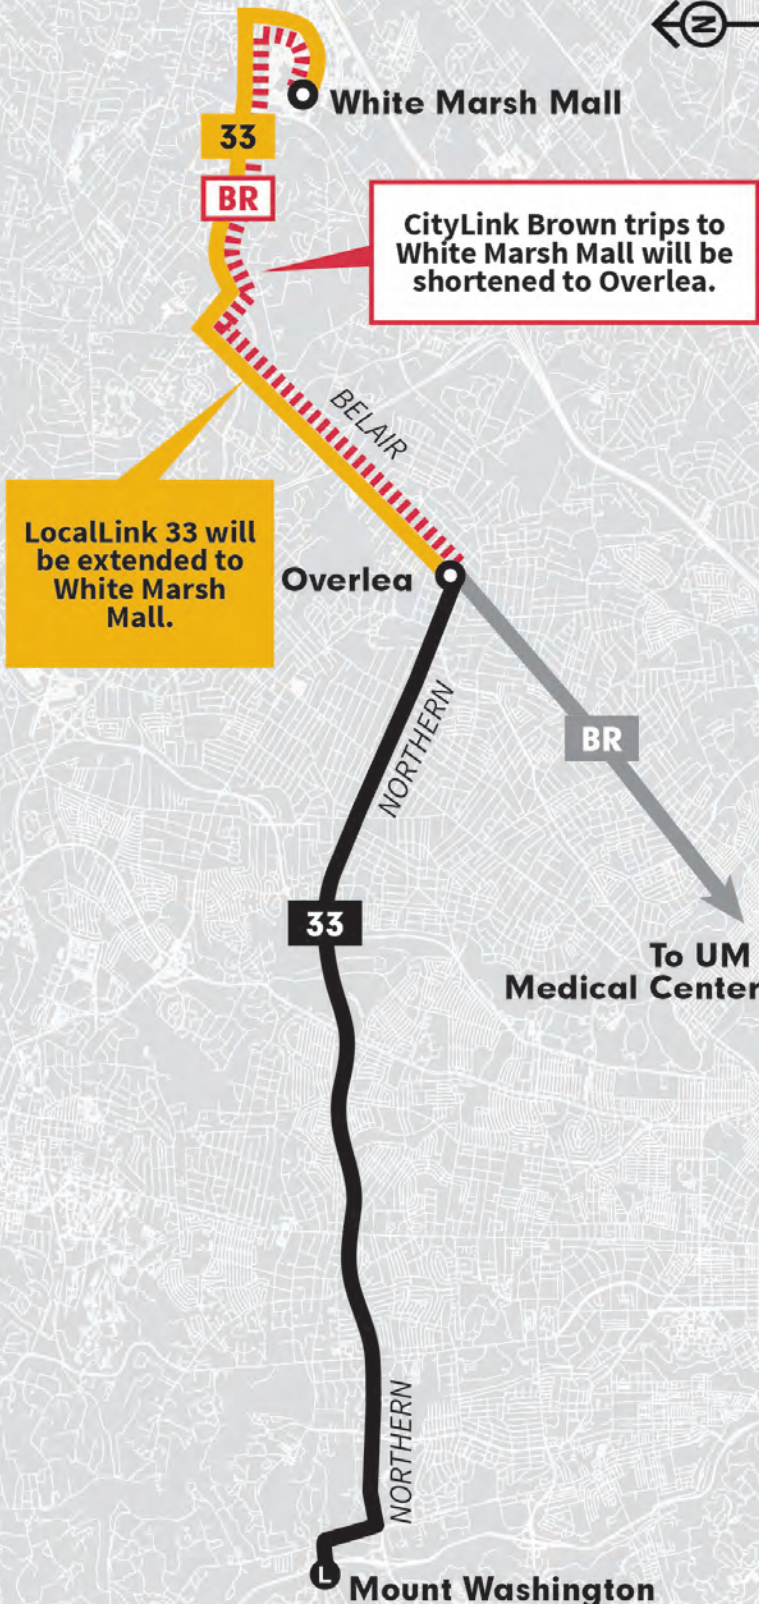 N
White Marsh Mall
33
BR
CityLink Brown trips to
White Marsh Mall will be
shortened to Overlea.
BELAIR
LocalLink 33 will
be extended to
White Marsh
Mall.
Overlea
NORTHERN
BR
33
To UM
Medical Center
NORTHERN
L
Mount Washington